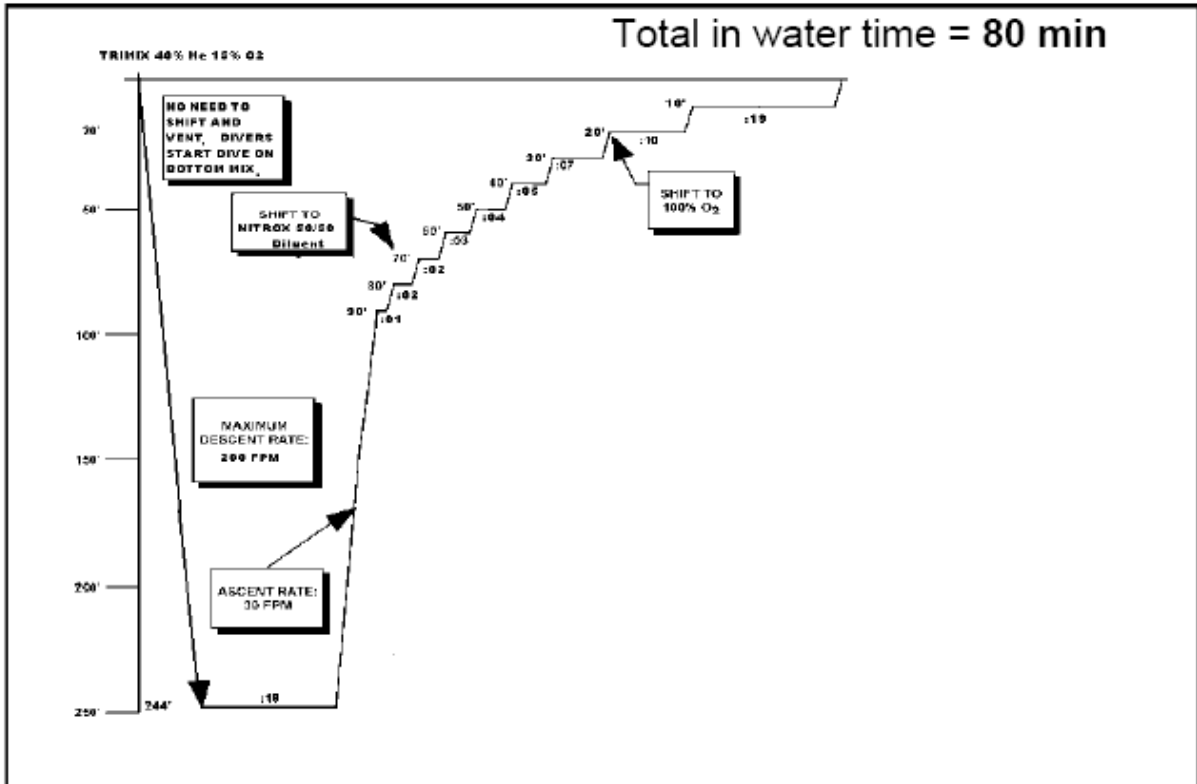 Total in water time = 80 min
TRIMIX 40% He 15% O2
NO NEED TO
SHIFT AND
VENT, DIVERS
START DIVE ON
BOTTOM MIX.
10'
:19
20'
20'
:10
30'
:07
SHIFT TO
100% O2
40'
:05
50'
50'
:04
SHIFT TO
NITROX 50/50
Diluent
60'
:03
70'
:02
80'
:02
90'
:01
100'
MAXIMUM
DESCENT RATE:
200 FPM
150'
ASCENT RATE:
30 FPM
200'
:18
244'
250'